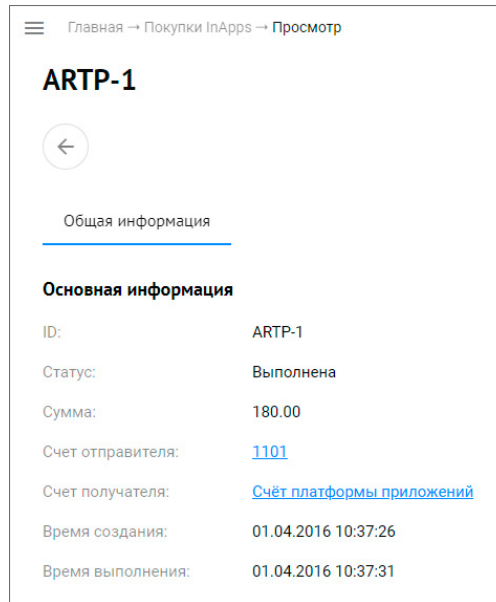 Главная → Покупки InApps → Просмотр
ARTP-1
Общая информация
Основная информация
ID: ARTP-1
Статус: Выполнена
Сумма: 180.00
Счет отправителя: 1101
Счет получателя: Счёт платформы приложений
Время создания: 01.04.2016 10:37:26
Время выполнения: 01.04.2016 10:37:31